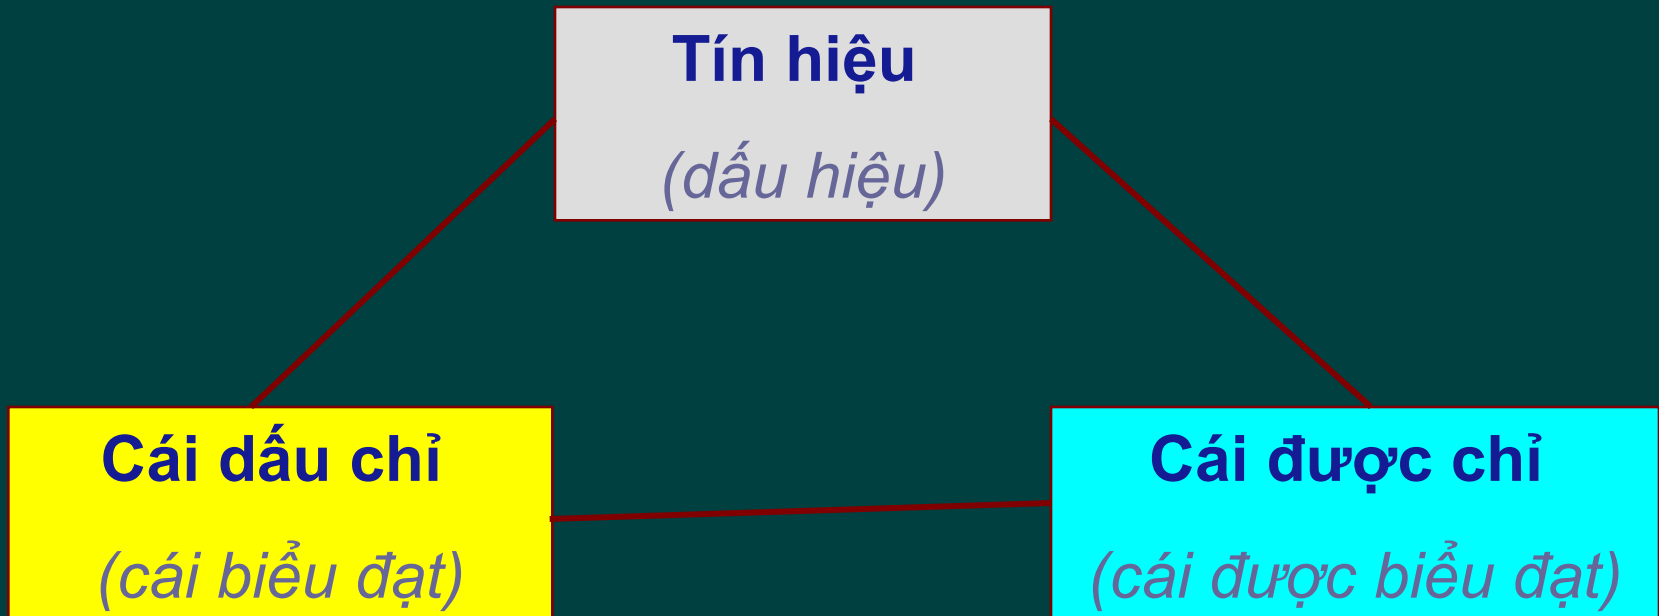 Tín hiệu
(dấu hiệu)
Cái dấu chỉ
(cái biểu đạt)
Cái được chỉ
(cái được biểu đạt)